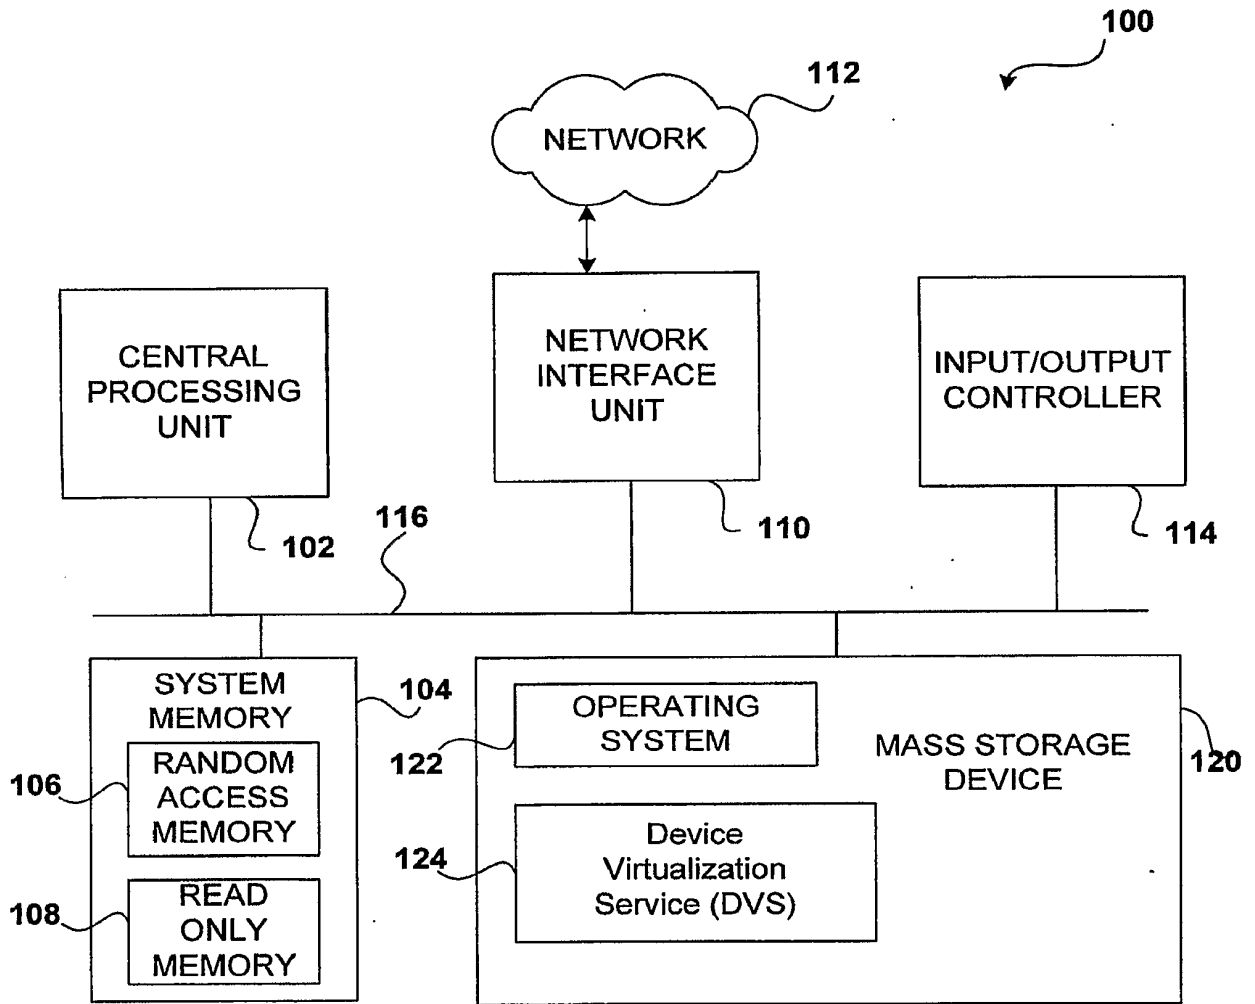 100
112
NETWORK
CENTRAL
PROCESSING
UNIT
NETWORK
INTERFACE
UNIT
INPUT/OUTPUT
CONTROLLER
102
116
110
114
SYSTEM
MEMORY
104
RANDOM
ACCESS
MEMORY
106
READ
ONLY
MEMORY
108
OPERATING
SYSTEM
122
MASS STORAGE
DEVICE
120
Device
Virtualization
Service (DVS)
124